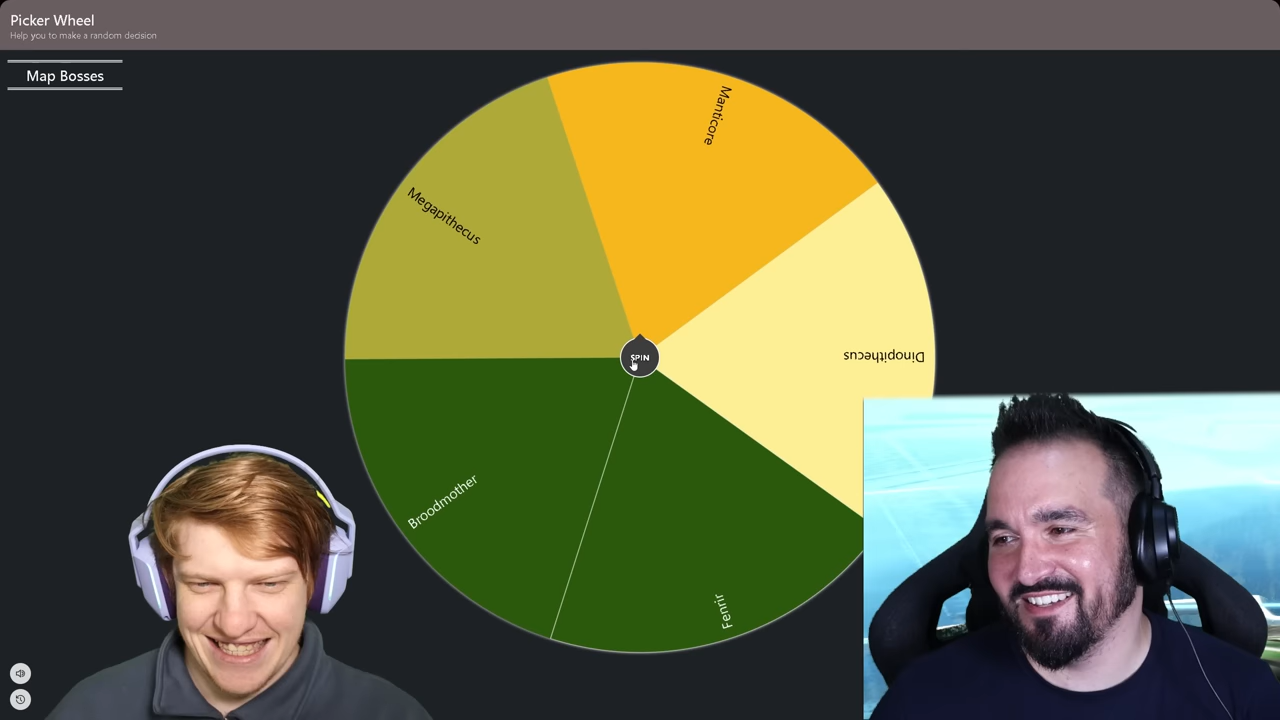 Picker Wheel
Help you to make a random decision
Map Bosses
Manticore
Megapithecus
Dinopithecus
SPIN
Broodmother
Fenrir